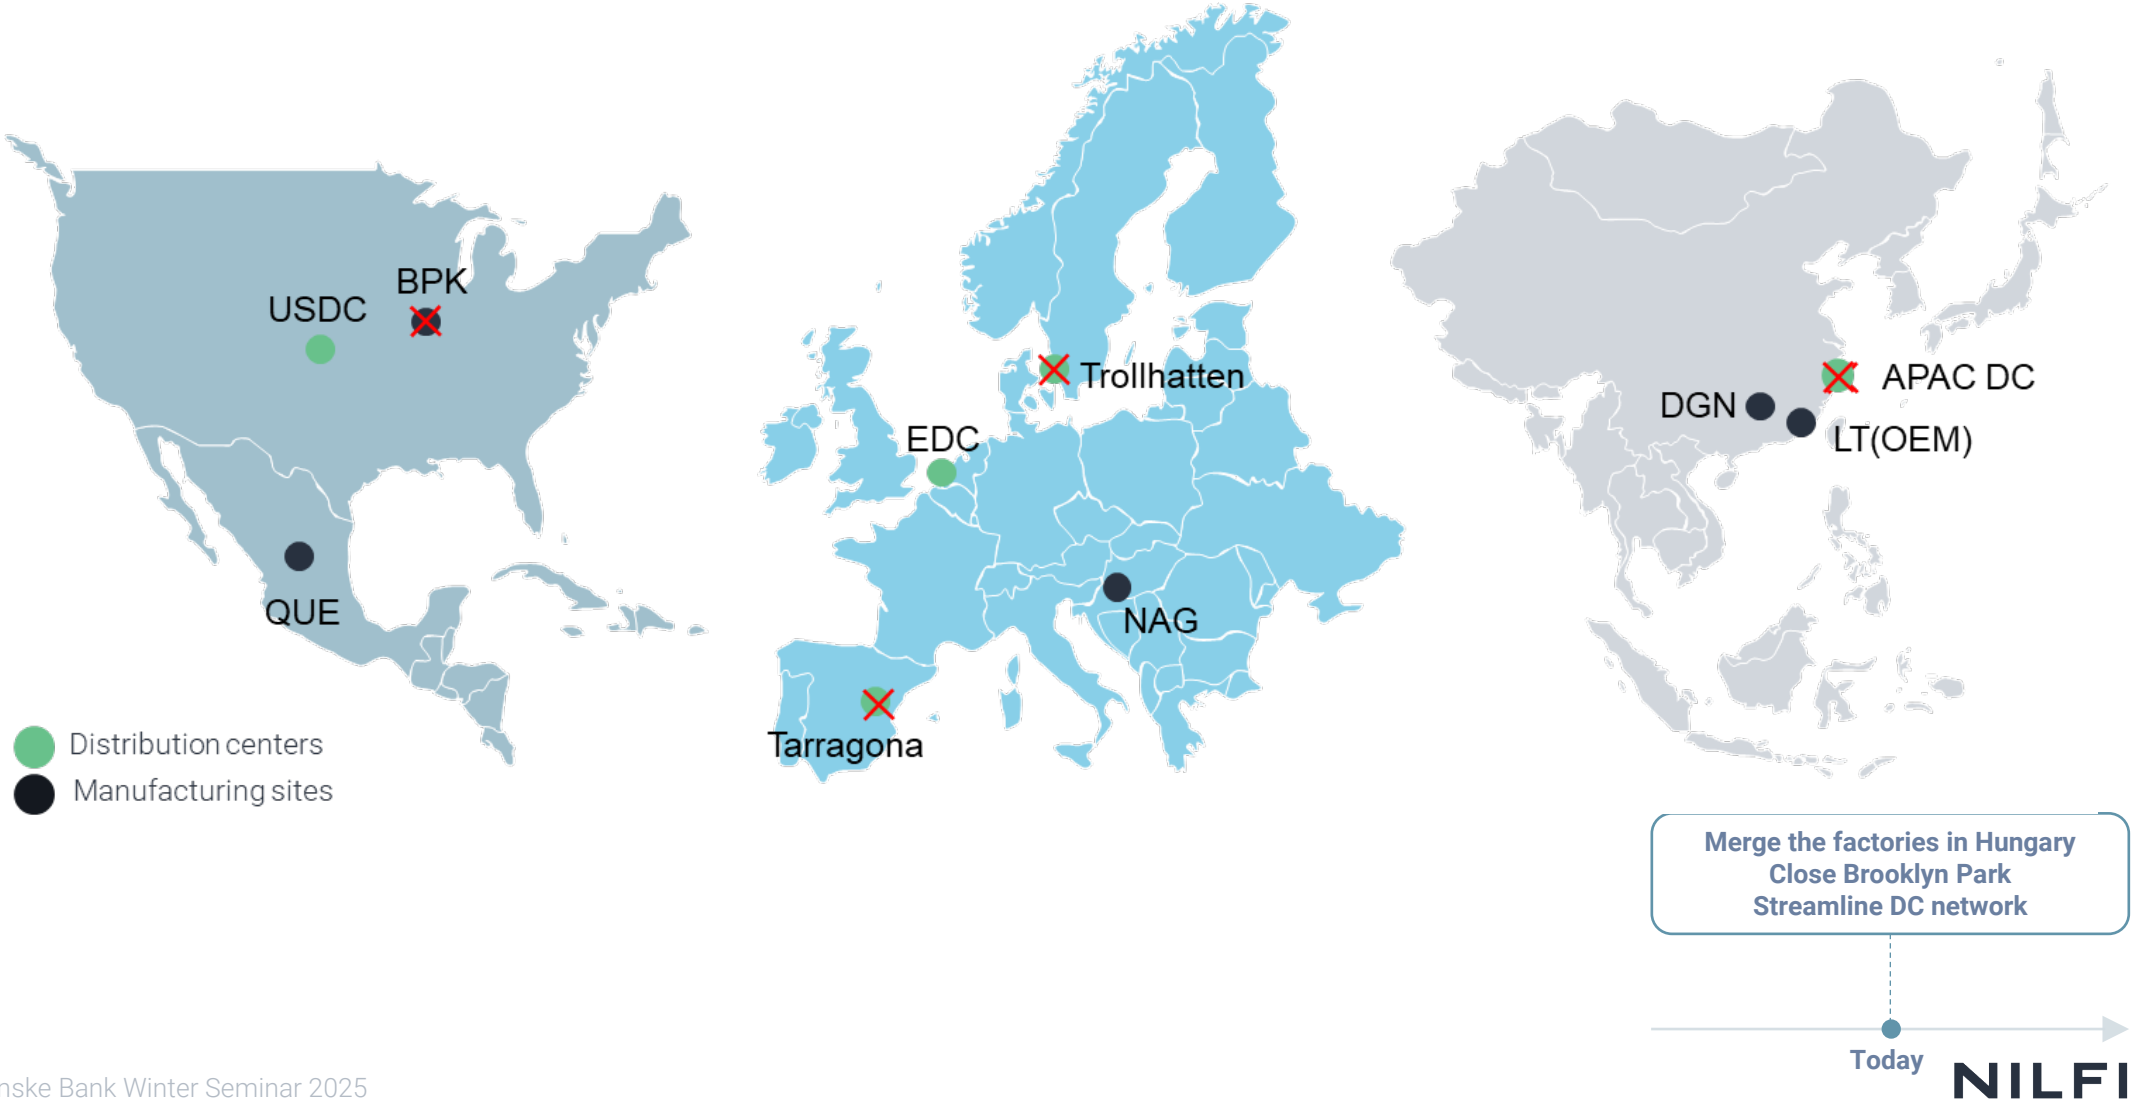 BPK
USDC
QUE
Trollhatten
EDC
NAG
Tarragona
APAC DC
DGN
LT(OEM)
Distribution centers
Manufacturing sites
Merge the factories in Hungary
Close Brooklyn Park
Streamline DC network
Today
Bank Winter Seminar 2025
NILFI